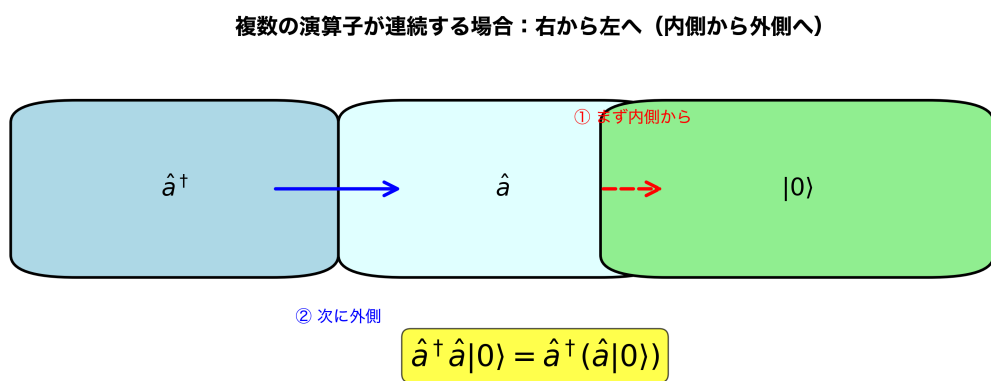 複数の演算子が連続する場合：右から左へ（内側から外側へ）
① まず内側から
â† â |0⟩
② 次に外側
â†â|0⟩ = â†(â|0⟩)